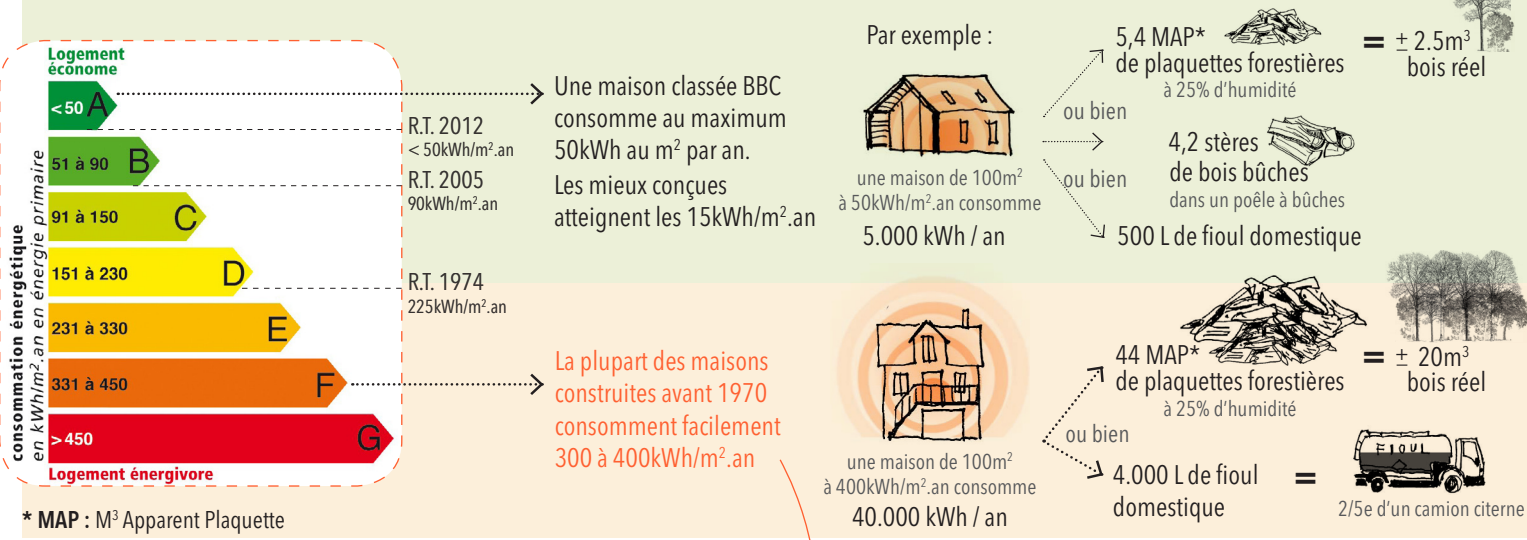 Logement
économe
consommation énergétique
en kWh/m².an en énergie primaire
< 50 A
51 à 90 B
91 à 150 C
151 à 230 D
231 à 330 E
331 à 450 F
> 450 G
Logement énergivore
R.T. 2012
< 50kWh/m².an
R.T. 2005
90kWh/m².an
R.T. 1974
225kWh/m².an
Une maison classée BBC
consomme au maximum
50kWh au m² par an.
Les mieux conçues
atteignent les 15kWh/m².an
La plupart des maisons
construites avant 1970
consomment facilement
300 à 400kWh/m².an
Par exemple :
une maison de 100m²
à 50kWh/m².an consomme
5.000 kWh / an
5,4 MAP*
de plaquettes forestières
à 25% d'humidité
= ± 2.5m³
bois réel
ou bien
4,2 stères
de bois bûches
dans un poêle à bûches
ou bien
500 L de fioul domestique
une maison de 100m²
à 400kWh/m².an consomme
40.000 kWh / an
44 MAP*
de plaquettes forestières
à 25% d'humidité
= ± 20m³
bois réel
ou bien
4.000 L de fioul
domestique
=
FIOUL
2/5e d'un camion citerne
* MAP : M³ Apparent Plaquette